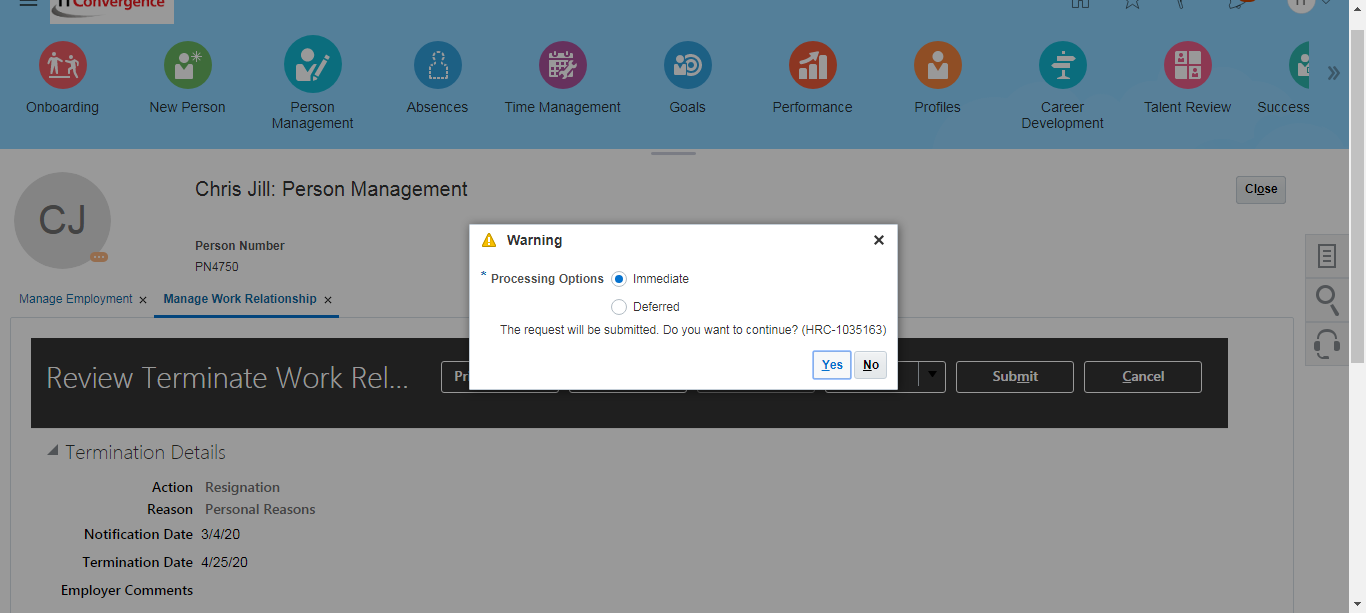 ITConvergence
Onboarding
New Person
Person
Management
Absences
Time Management
Goals
Performance
Profiles
Career
Development
Talent Review
Success
CJ
Chris Jill: Person Management
Close
Person Number
PN4750
Manage Employment
Manage Work Relationship
Warning
* Processing Options Immediate
Deferred
The request will be submitted. Do you want to continue? (HRC-1035163)
Yes No
Review Terminate Work Rel...
Submit
Cancel
Termination Details
Action Resignation
Reason Personal Reasons
Notification Date 3/4/20
Termination Date 4/25/20
Employer Comments